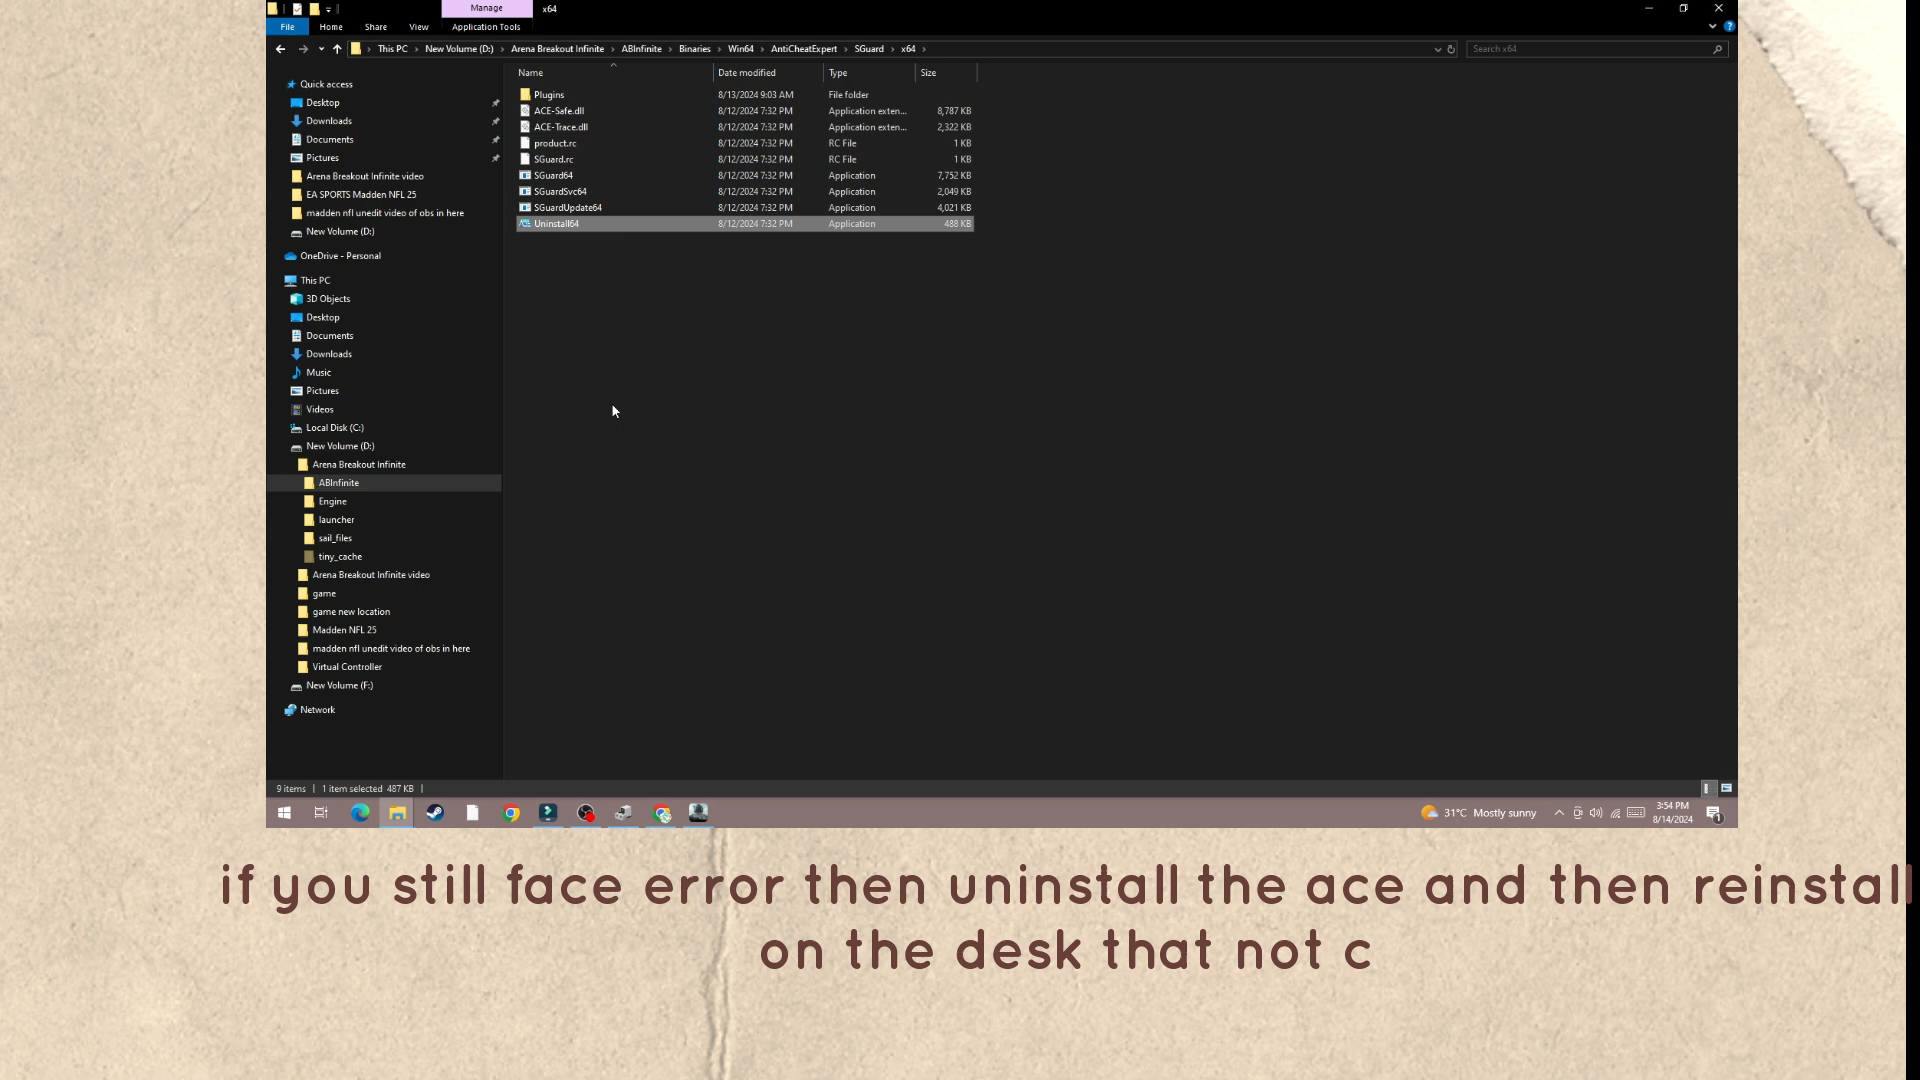 Manage
x64
File
Home
Share
View
Application Tools
This PC > New Volume (D:) > Arena Breakout Infinite > ABInfinite > Binaries > Win64 > AntiCheatExpert > SGuard > x64 >
Search x64
Name
Date modified
Type
Size
Quick access
Desktop
Downloads
Documents
Pictures
Arena Breakout Infinite video
EA SPORTS Madden NFL 25
madden nfl unedit video of obs in here
New Volume (D:)
OneDrive - Personal
This PC
3D Objects
Desktop
Documents
Downloads
Music
Pictures
Videos
Local Disk (C:)
New Volume (D:)
Arena Breakout Infinite
ABInfinite
Engine
launcher
sail_files
tiny_cache
Arena Breakout Infinite video
game
game new location
Madden NFL 25
madden nfl unedit video of obs in here
Virtual Controller
New Volume (F:)
Network
Plugins 8/13/2024 9:03 AM File folder
ACE-Safe.dll 8/12/2024 7:32 PM Application exten... 8,787 KB
ACE-Trace.dll 8/12/2024 7:32 PM Application exten... 2,322 KB
product.rc 8/12/2024 7:32 PM RC File 1 KB
SGuard.rc 8/12/2024 7:32 PM RC File 1 KB
SGuard64 8/12/2024 7:32 PM Application 7,752 KB
SGuardSvc64 8/12/2024 7:32 PM Application 2,049 KB
SGuardUpdate64 8/12/2024 7:32 PM Application 4,021 KB
Uninstall64 8/12/2024 7:32 PM Application 488 KB
9 items | 1 item selected 487 KB |
31°C Mostly sunny
3:54 PM
8/14/2024
1
if you still face error then uninstall the ace and then reinstall
on the desk that not c